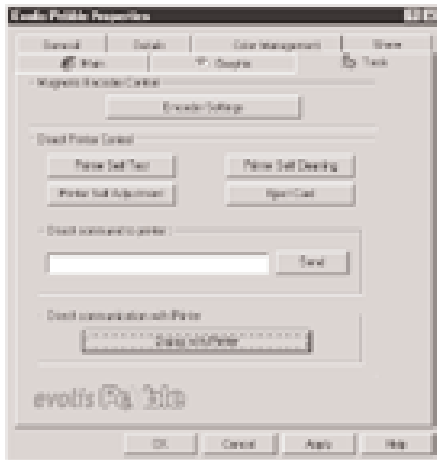 Evolis Pebble Properties
General Details Color Management Share
Main Graphic Tools
Magnetic Encoder Control
Encoder Settings
Direct Printer Control
Printer Self Test Printer Self Cleaning
Printer Self Adjustment Eject Card
Direct command to printer :
Send
Direct communication with Printer
Dialog with Printer
evolis
OK Cancel Apply Help